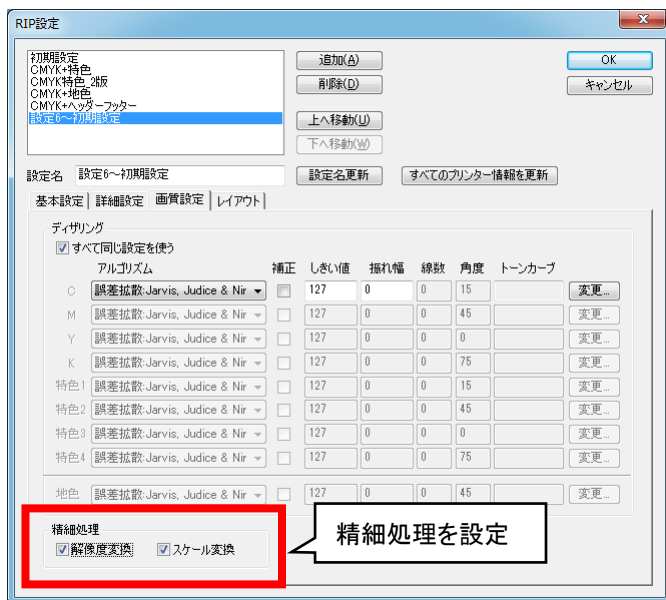 RIP設定
初期設定
CMYK+特色
CMYK特色_2版
CMYK+地色
CMYK+ヘッダーフッター
設定6～初期設定
追加(A)
削除(D)
上へ移動(U)
下へ移動(W)
OK
キャンセル
設定名 設定6～初期設定 設定名更新 すべてのプリンター情報を更新
基本設定 詳細設定 画質設定 レイアウト
ディザリング
すべて同じ設定を使う
アルゴリズム 補正 しきい値 振れ幅 線数 角度 トーンカーブ
C 誤差拡散:Jarvis, Judice & Nir 127 0 0 15 変更...
M 誤差拡散:Jarvis, Judice & Nir 127 0 0 45 変更...
Y 誤差拡散:Jarvis, Judice & Nir 127 0 0 0 変更...
K 誤差拡散:Jarvis, Judice & Nir 127 0 0 75 変更...
特色1 誤差拡散:Jarvis, Judice & Nir 127 0 0 15 変更...
特色2 誤差拡散:Jarvis, Judice & Nir 127 0 0 45 変更...
特色3 誤差拡散:Jarvis, Judice & Nir 127 0 0 0 変更...
特色4 誤差拡散:Jarvis, Judice & Nir 127 0 0 75 変更...
地色 誤差拡散:Jarvis, Judice & Nir 127 0 0 45 変更...
精細処理
解像度変換 スケール変換
精細処理を設定